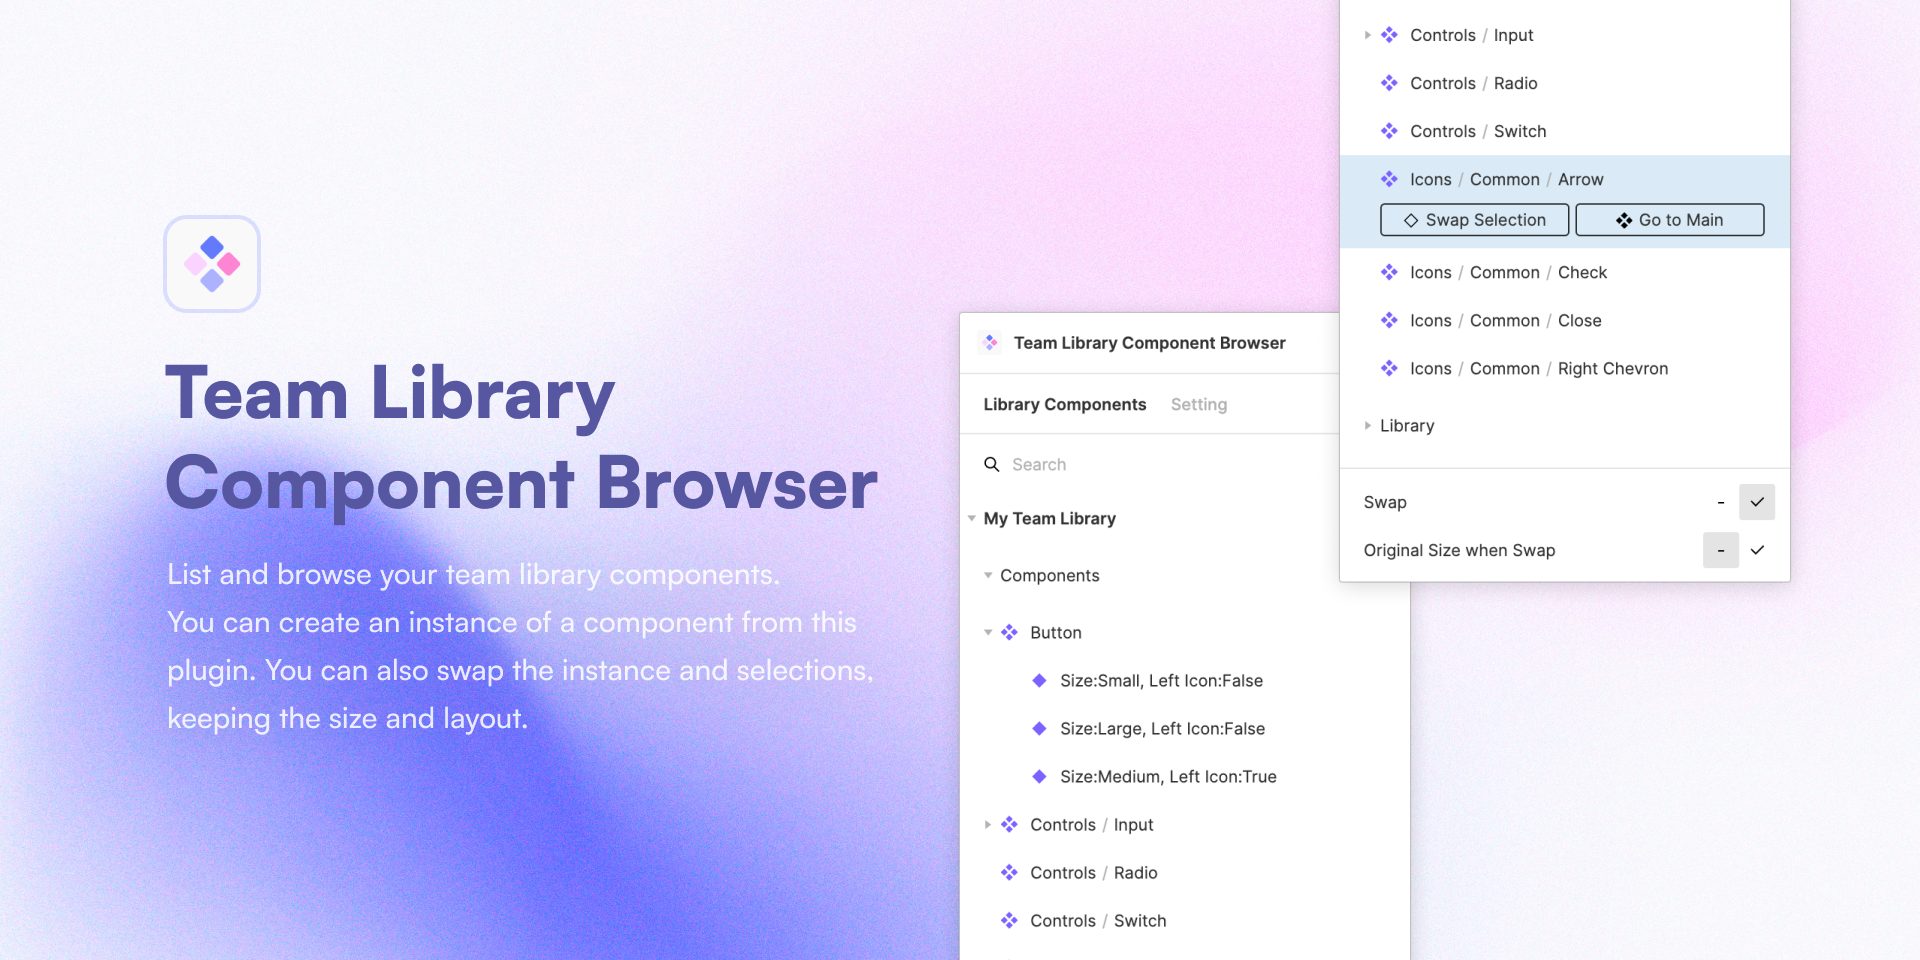 Team Library
Component Browser
List and browse your team library components.
You can create an instance of a component from this
plugin. You can also swap the instance and selections,
keeping the size and layout.
Team Library Component Browser
Library Components Setting
Search
My Team Library
Components
Button
Size:Small, Left Icon:False
Size:Large, Left Icon:False
Size:Medium, Left Icon:True
Controls / Input
Controls / Radio
Controls / Switch
Controls / Input
Controls / Radio
Controls / Switch
Icons / Common / Arrow
Swap Selection Go to Main
Icons / Common / Check
Icons / Common / Close
Icons / Common / Right Chevron
Library
Swap -
Original Size when Swap -